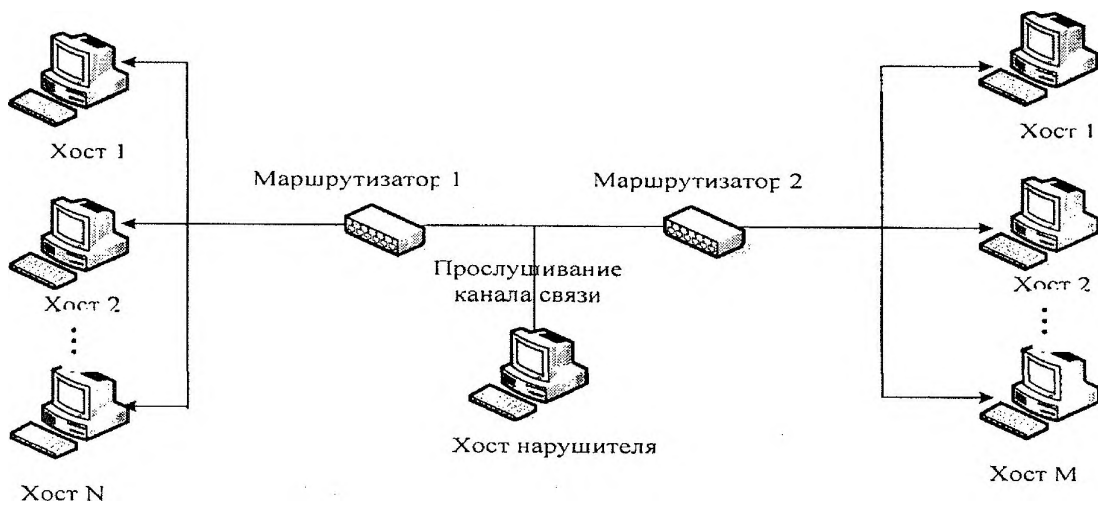 Хост 1
Хост 2
Хост N
Маршрутизатор 1
Маршрутизатор 2
Прослушивание
канала связи
Хост нарушителя
Хост 1
Хост 2
Хост M